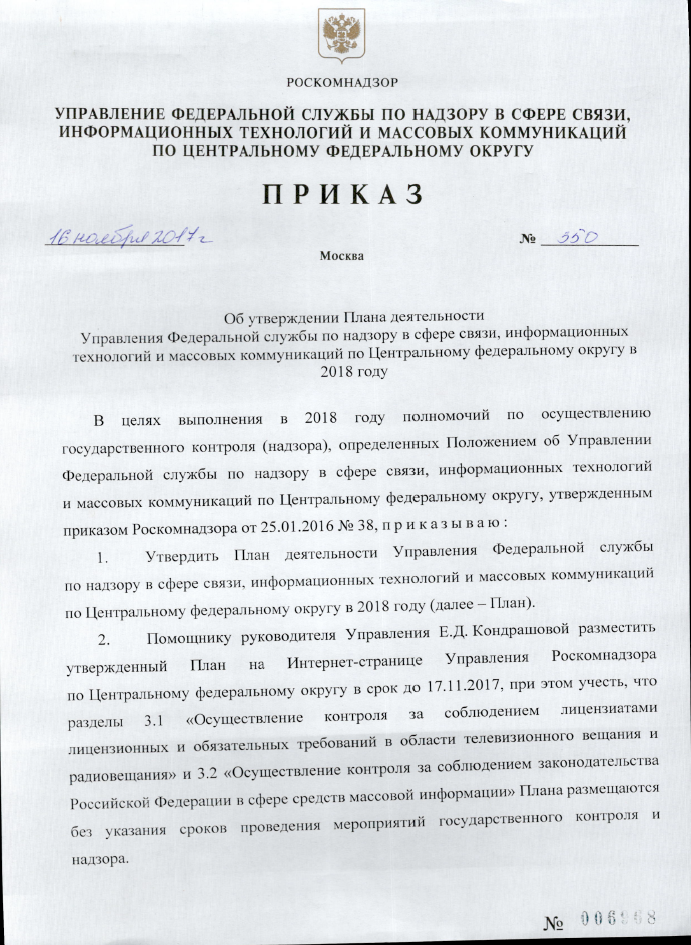 РОСКОМНАДЗОР
УПРАВЛЕНИЕ ФЕДЕРАЛЬНОЙ СЛУЖБЫ ПО НАДЗОРУ В СФЕРЕ СВЯЗИ,
ИНФОРМАЦИОННЫХ ТЕХНОЛОГИЙ И МАССОВЫХ КОММУНИКАЦИЙ
ПО ЦЕНТРАЛЬНОМУ ФЕДЕРАЛЬНОМУ ОКРУГУ
ПРИКАЗ
16 ноября 2017 г № 350
Москва
Об утверждении Плана деятельности
Управления Федеральной службы по надзору в сфере связи, информационных
технологий и массовых коммуникаций по Центральному федеральному округу в
2018 году
В целях выполнения в 2018 году полномочий по осуществлению
государственного контроля (надзора), определенных Положением об Управлении
Федеральной службы по надзору в сфере связи, информационных технологий
и массовых коммуникаций по Центральному федеральному округу, утвержденным
приказом Роскомнадзора от 25.01.2016 № 38, п р и к а з ы в а ю :
1. Утвердить План деятельности Управления Федеральной службы
по надзору в сфере связи, информационных технологий и массовых коммуникаций
по Центральному федеральному округу в 2018 году (далее – План).
2. Помощнику руководителя Управления Е.Д. Кондрашовой разместить
утвержденный План на Интернет-странице Управления Роскомнадзора
по Центральному федеральному округу в срок до 17.11.2017, при этом учесть, что
разделы 3.1 «Осуществление контроля за соблюдением лицензиатами
лицензионных и обязательных требований в области телевизионного вещания и
радиовещания» и 3.2 «Осуществление контроля за соблюдением законодательства
Российской Федерации в сфере средств массовой информации» Плана размещаются
без указания сроков проведения мероприятий государственного контроля и
надзора.
№ 006968